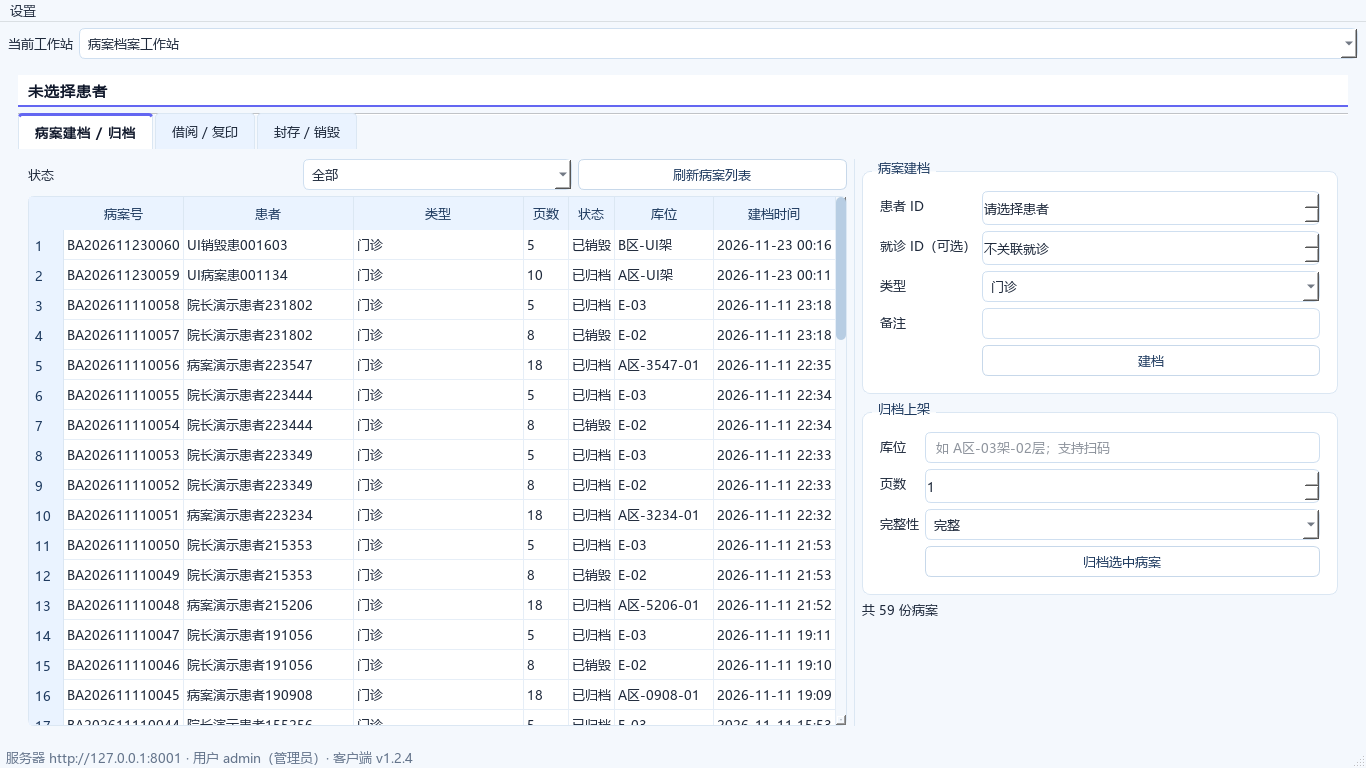 设置
当前工作站 病案档案工作站
未选择患者
病案建档 / 归档 借阅 / 复印 封存 / 销毁
状态 全部 刷新病案列表
病案号 患者 类型 页数 状态 库位 建档时间
1 BA202611230060 UI销毁患001603 门诊 5 已销毁 B区-UI架 2026-11-23 00:16
2 BA202611230059 UI病案患001134 门诊 10 已归档 A区-UI架 2026-11-23 00:11
3 BA202611110058 院长演示患者231802 门诊 5 已归档 E-03 2026-11-11 23:18
4 BA202611110057 院长演示患者231802 门诊 8 已销毁 E-02 2026-11-11 23:18
5 BA202611110056 病案演示患者223547 门诊 18 已归档 A区-3547-01 2026-11-11 22:35
6 BA202611110055 院长演示患者223444 门诊 5 已归档 E-03 2026-11-11 22:34
7 BA202611110054 院长演示患者223444 门诊 8 已销毁 E-02 2026-11-11 22:34
8 BA202611110053 院长演示患者223349 门诊 5 已归档 E-03 2026-11-11 22:33
9 BA202611110052 院长演示患者223349 门诊 8 已归档 E-02 2026-11-11 22:33
10 BA202611110051 病案演示患者223234 门诊 18 已归档 A区-3234-01 2026-11-11 22:32
11 BA202611110050 院长演示患者215353 门诊 5 已归档 E-03 2026-11-11 21:53
12 BA202611110049 院长演示患者215353 门诊 8 已销毁 E-02 2026-11-11 21:53
13 BA202611110048 病案演示患者215206 门诊 18 已归档 A区-5206-01 2026-11-11 21:52
14 BA202611110047 院长演示患者191056 门诊 5 已归档 E-03 2026-11-11 19:11
15 BA202611110046 院长演示患者191056 门诊 8 已销毁 E-02 2026-11-11 19:10
16 BA202611110045 病案演示患者190908 门诊 18 已归档 A区-0908-01 2026-11-11 19:09
17 BA202611110044 院长演示患者155256 门诊 5 已归档 E-03 2026-11-11 15:53
病案建档
患者 ID 请选择患者
就诊 ID（可选） 不关联就诊
类型 门诊
备注
建档
归档上架
库位 如 A区-03架-02层；支持扫码
页数 1
完整性 完整
归档选中病案
共 59 份病案
服务器 http://127.0.0.1:8001 · 用户 admin（管理员）· 客户端 v1.2.4